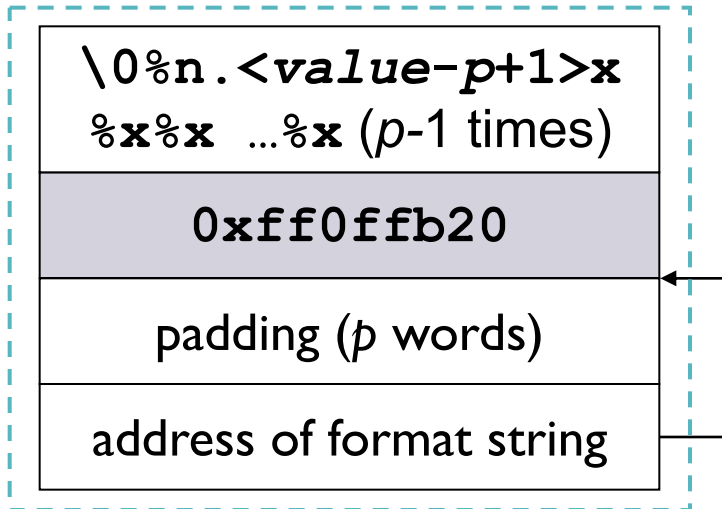 \0%n.<value-p+1>x
%x%x …%x (p-1 times)
0xff0ffb20
padding (p words)
address of format string